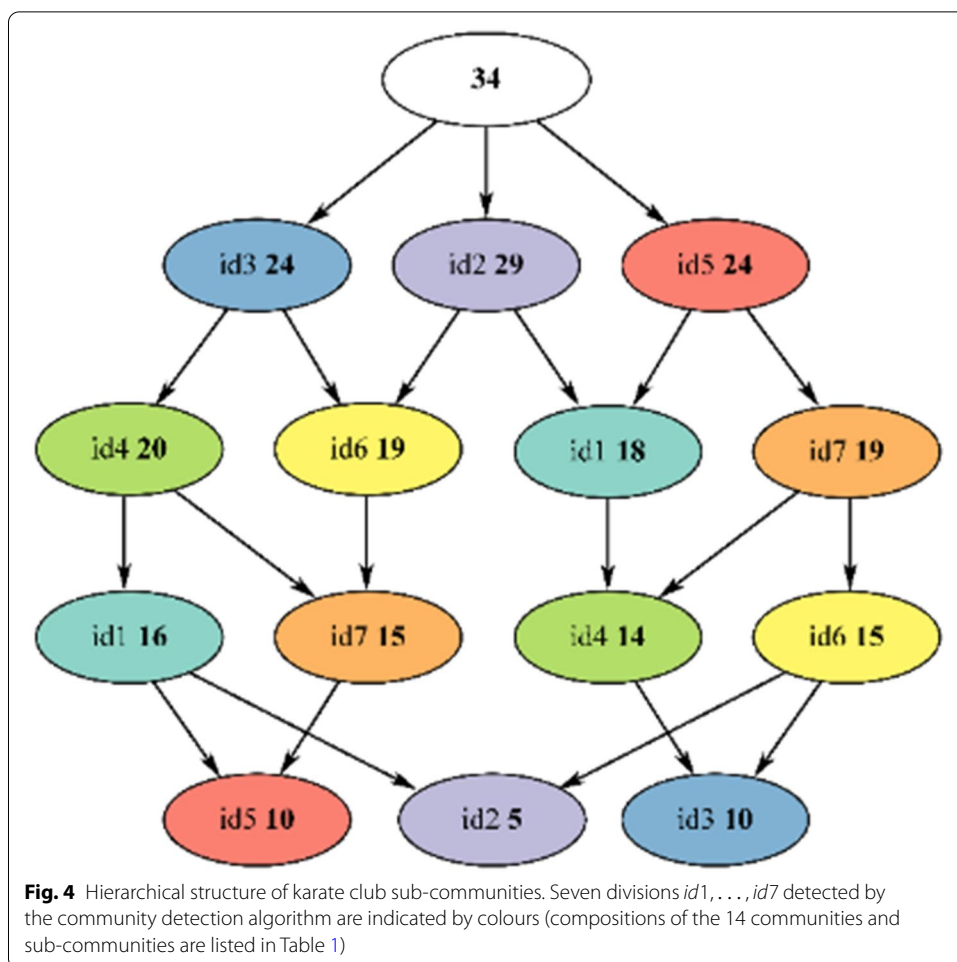 34
id3 24
id2 29
id5 24
id4 20
id6 19
id1 18
id7 19
id1 16
id7 15
id4 14
id6 15
id5 10
id2 5
id3 10
Fig. 4 Hierarchical structure of karate club sub-communities. Seven divisions id1, . . . , id7 detected by
the community detection algorithm are indicated by colours (compositions of the 14 communities and
sub-communities are listed in Table 1)